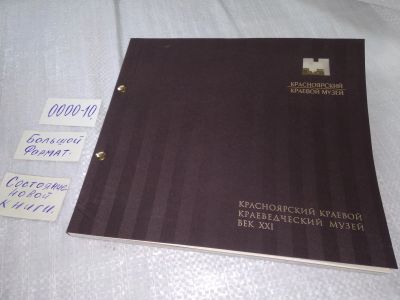 0000-10
Большой
формат.
Состояние
новой
книги.
КРАСНОЯРСКИЙ
КРАЕВОЙ МУЗЕЙ
КРАСНОЯРСКИЙ КРАЕВОЙ
КРАЕВЕДЧЕСКИЙ МУЗЕЙ
ВЕК XXI